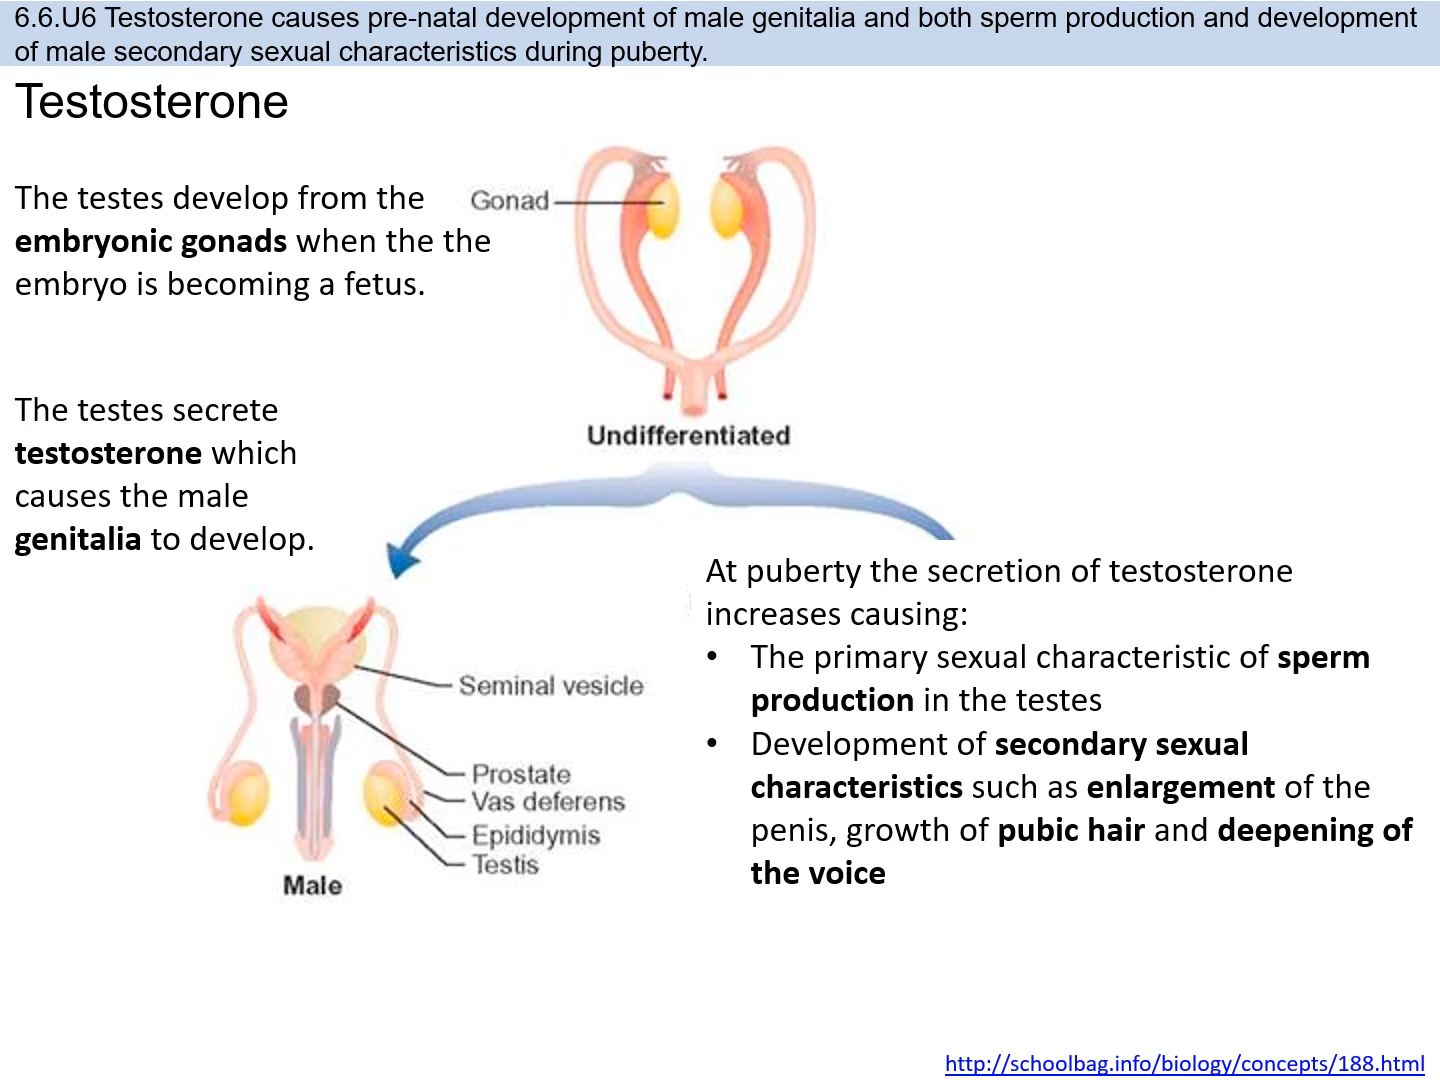 6.6.U6 Testosterone causes pre-natal development of male genitalia and both sperm production and development
of male secondary sexual characteristics during puberty.
Testosterone
The testes develop from the
embryonic gonads when the the
embryo is becoming a fetus.
Gonad
Undifferentiated
The testes secrete
testosterone which
causes the male
genitalia to develop.
Seminal vesicle
Prostate
Vas deferens
Epididymis
Testis
Male
At puberty the secretion of testosterone
increases causing:
• The primary sexual characteristic of sperm
production in the testes
• Development of secondary sexual
characteristics such as enlargement of the
penis, growth of pubic hair and deepening of
the voice
http://schoolbag.info/biology/concepts/188.html